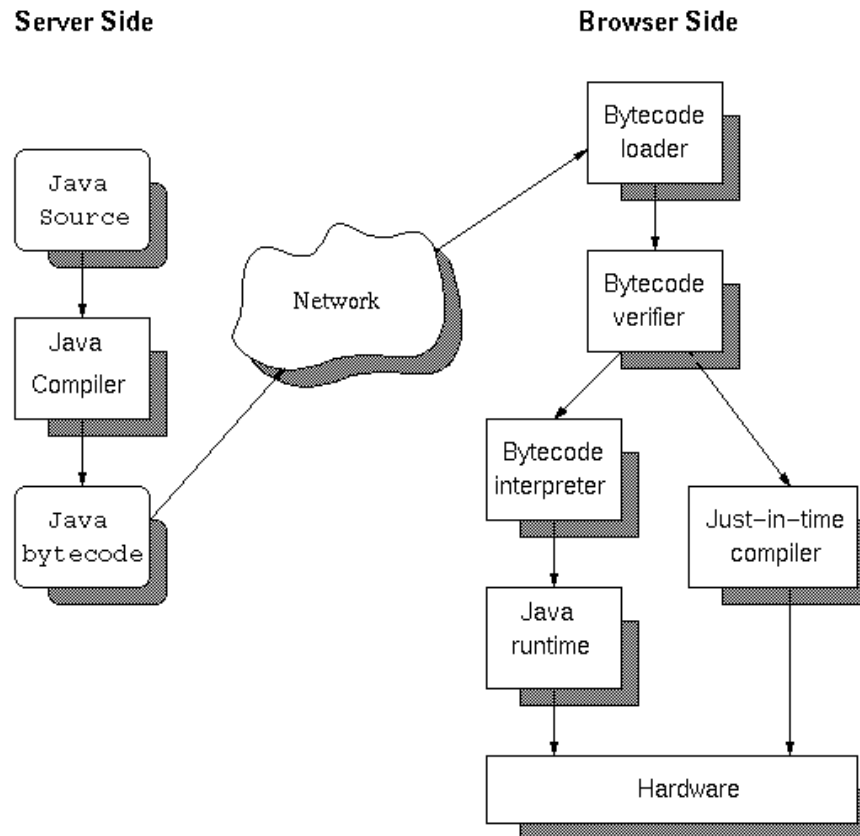 Server Side
Browser Side
Java
Source
Java
Compiler
Java
bytecode
Network
Bytecode
loader
Bytecode
verifier
Bytecode
interpreter
Just-in-time
compiler
Java
runtime
Hardware